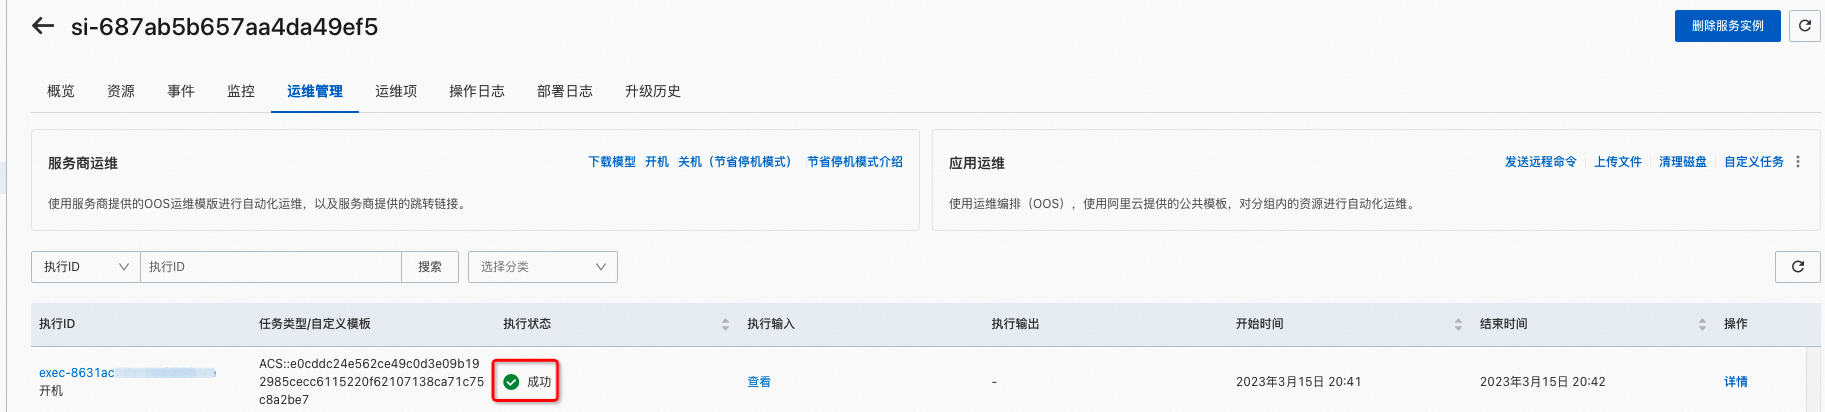 si-687ab5b657aa4da49ef5
删除服务实例
概览 资源 事件 监控 运维管理 运维项 操作日志 部署日志 升级历史
服务商运维
下载模型 开机 关机（节省停机模式） 节省停机模式介绍
使用服务商提供的OOS运维模版进行自动化运维，以及服务商提供的跳转链接。
应用运维
发送远程命令 上传文件 清理磁盘 自定义任务
使用运维编排（OOS），使用阿里云提供的公共模板，对分组内的资源进行自动化运维。
执行ID 执行ID 搜索 选择分类
执行ID 任务类型/自定义模板 执行状态 执行输入 执行输出 开始时间 结束时间 操作
exec-8631ac
开机
ACS::e0cddc24e562ce49c0d3e09b19
2985cecc6115220f62107138ca71c75
c8a2be7
成功
查看
-
2023年3月15日 20:41
2023年3月15日 20:42
详情